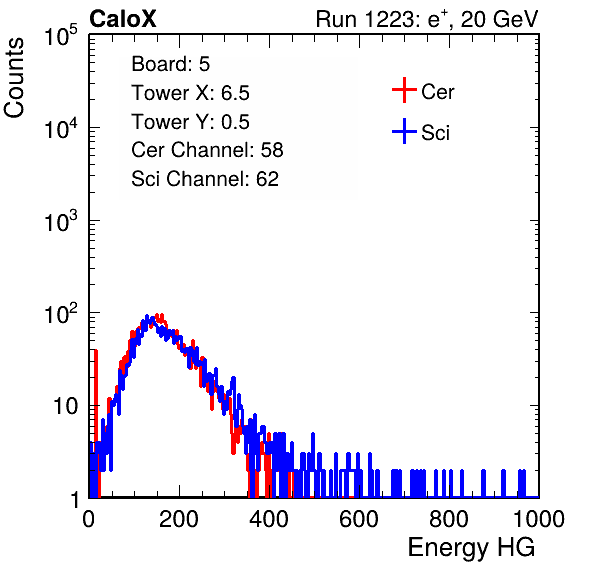 CaloX Run 1223: e⁺, 20 GeV
Counts
Board: 5
Tower X: 6.5
Tower Y: 0.5
Cer Channel: 58
Sci Channel: 62
Cer
Sci
10⁵
10⁴
10³
10²
10
1
0 200 400 600 800 1000
Energy HG